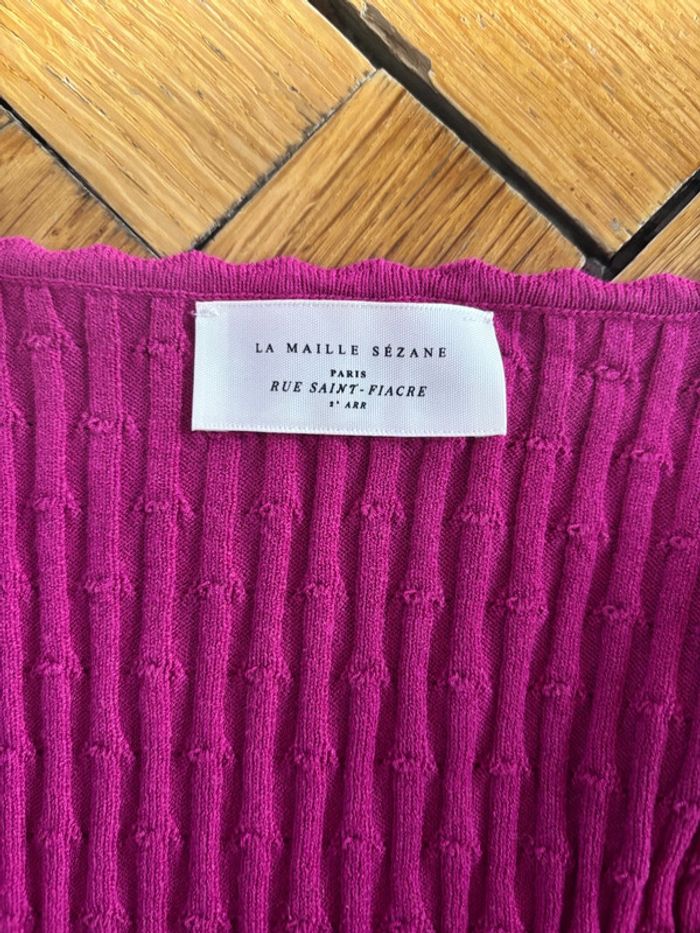 LA MAILLE SÉZANE
PARIS
RUE SAINT-FIACRE
2ᵉ ARR